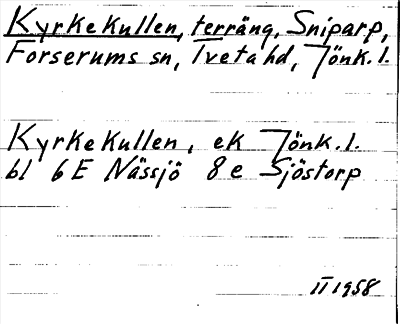 Kyrkekullen, terräng, Sniparp,
Forserums sn, Tveta hd, Jönk. l.
Kyrkekullen, ek Jönk. l.
bl 6E Nässjö 8e Sjöstorp
II 1958